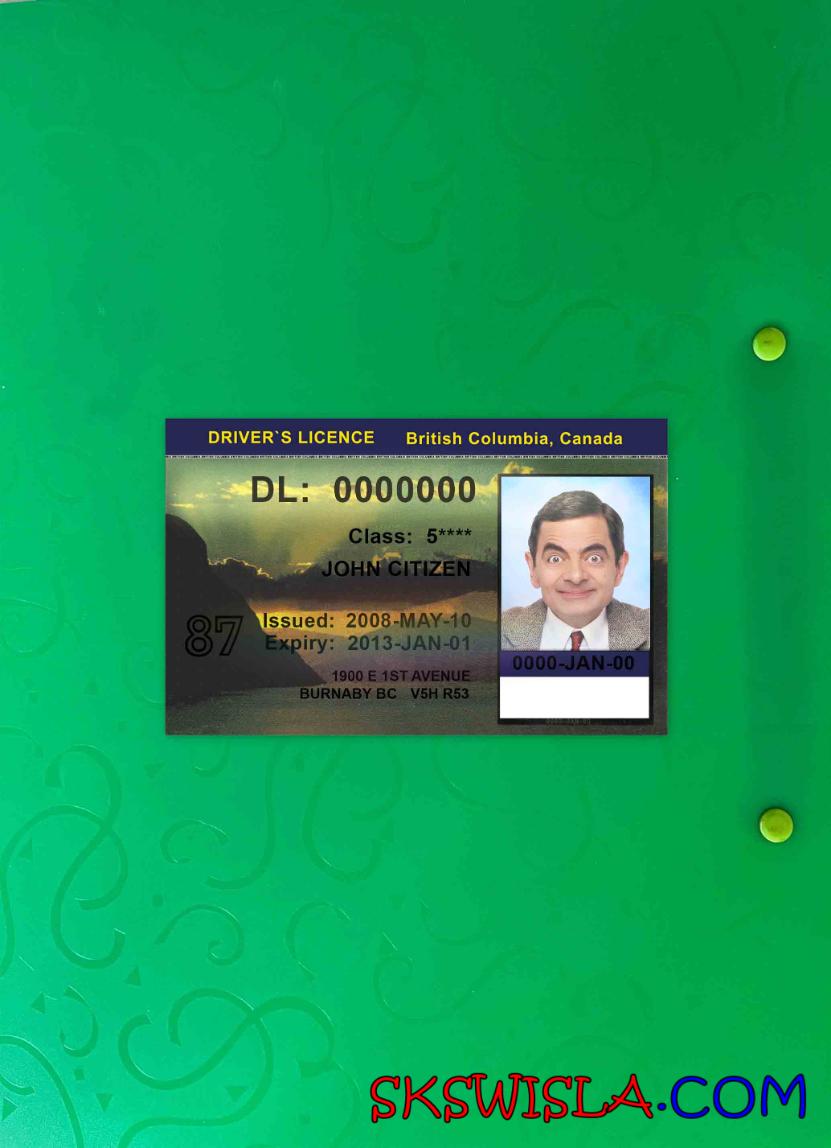 DRIVER`S LICENCE British Columbia, Canada
DL: 0000000
Class: 5****
JOHN CITIZEN
87
Issued: 2008-MAY-10
Expiry: 2013-JAN-01
1900 E 1ST AVENUE
BURNABY BC V5H R53
0000-JAN-00
SKSWISLA.COM